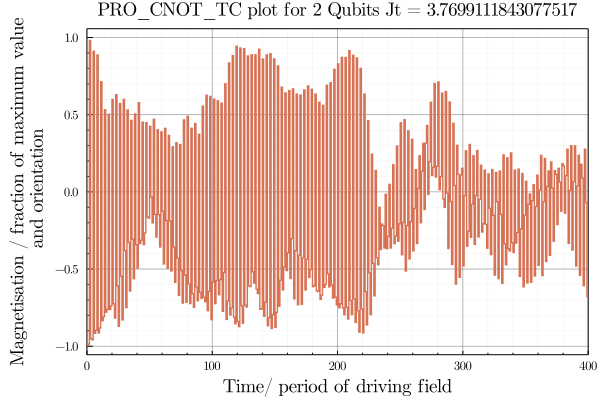 PRO_CNOT_TC plot for 2 Qubits Jt = 3.7699111843077517
Magnetisation / fraction of maximum value
and orientation
1.0
0.5
0.0
−0.5
−1.0
0 100 200 300 400
Time/ period of driving field